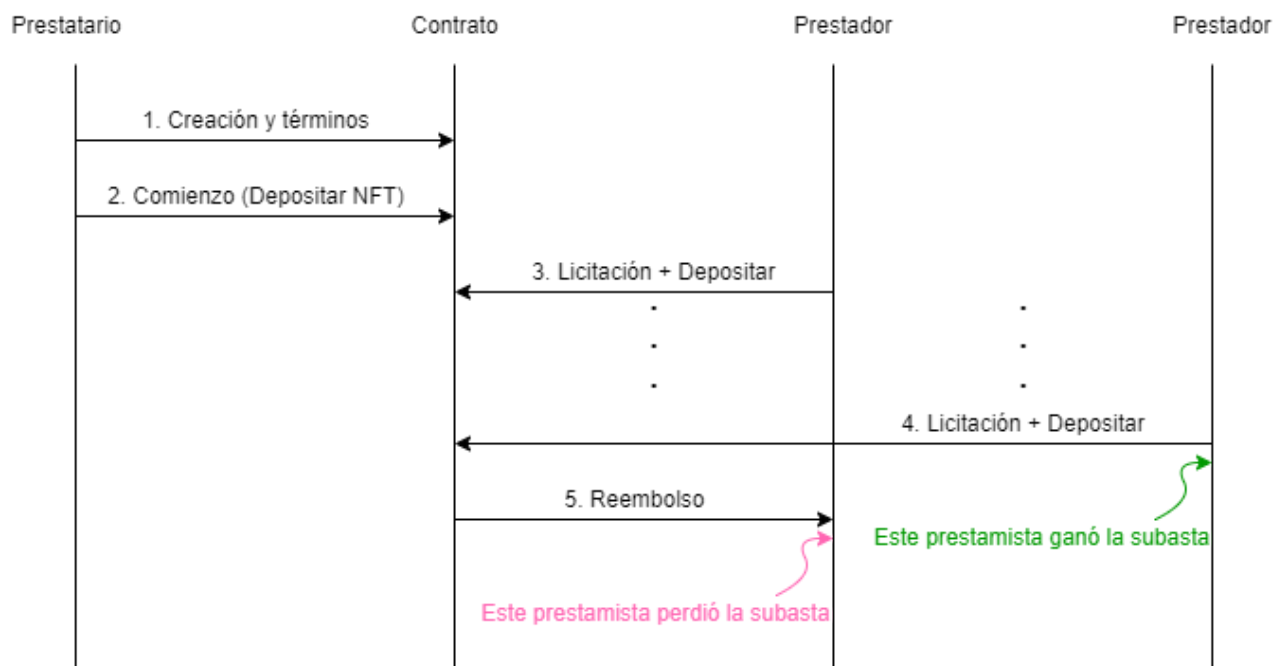 Prestatario
Contrato
Prestador
Prestador
1. Creación y términos
2. Comienzo (Depositar NFT)
3. Licitación + Depositar
4. Licitación + Depositar
5. Reembolso
Este prestamista ganó la subasta
Este prestamista perdió la subasta